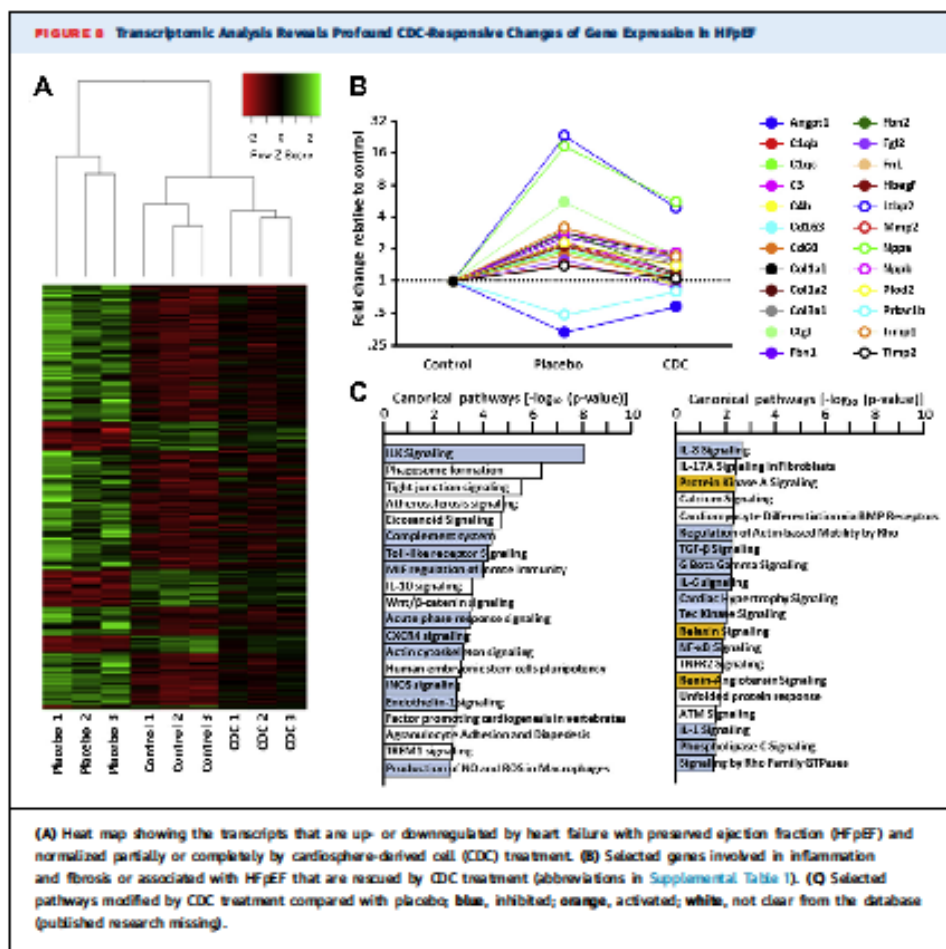 FIGURE 8 Transcriptomic Analysis Reveals Profound CDC-Responsive Changes of Gene Expression in HFpEF
A
-2 0 2
Row Z Score
Placebo 1
Placebo 2
Placebo 3
Control 1
Control 2
Control 3
CDC 1
CDC 2
CDC 3
B
Fold change relative to control
32
16
8
4
2
1
.5
.25
Control
Placebo
CDC
Angpt1
C1qb
C1qc
C3
C4b
Cd163
Cd68
Col1a1
Col1a2
Col3a1
Ctgf
Fbn1
Fbn2
Fgl2
Fn1
Hbegf
Ltbp2
Mmp2
Nppa
Nppb
Plod2
Timp1
Timp2
C
Canonical pathways [-log₁₀ (p-value)]
0 2 4 6 8 10
ILK Signaling
Phagosome formation
Tight junction signaling
Atherosclerosis signaling
Eicosanoid Signaling
Complement system
Toll-like receptor Signaling
MIF regulation of innate immunity
IL-10 signaling
Wnt/β-catenin signaling
Acute phase response signaling
CXCR4 signaling
Actin cytoskeleton signaling
Human embryonic stem cells pluripotency
iNOS signaling
Endothelin-1 signaling
Factor promoting cardiogenesis in vertebrates
Agranulocyte Adhesion and Diapedesis
TREM1 signaling
Production of NO and ROS in Macrophages
Canonical pathways [-log₁₀ (p-value)]
0 2 4 6 8 10
IL-8 Signaling
IL-17A Signaling in Fibroblasts
Protein Kinase A Signaling
Calcium Signaling
Cardiomyocyte Differentiation via BMP Receptors
Regulation of Actin-based Motility by Rho
TGF-β Signaling
G Beta Gamma Signaling
IL-6 signaling
Cardiac Hypertrophy Signaling
Tec Kinase Signaling
Relaxin Signaling
NF-κB Signaling
TNFR2 Signaling
Renin-Angiotensin Signaling
Unfolded protein response
ATM Signaling
IL-1 Signaling
Phospholipase C Signaling
Signaling by Rho Family GTPases
(A) Heat map showing the transcripts that are up- or downregulated by heart failure with preserved ejection fraction (HFpEF) and
normalized partially or completely by cardiosphere-derived cell (CDC) treatment. (B) Selected genes involved in inflammation
and fibrosis or associated with HFpEF that are rescued by CDC treatment (abbreviations in Supplemental Table 1). (C) Selected
pathways modified by CDC treatment compared with placebo; blue, inhibited; orange, activated; white, not clear from the database
(published research missing).